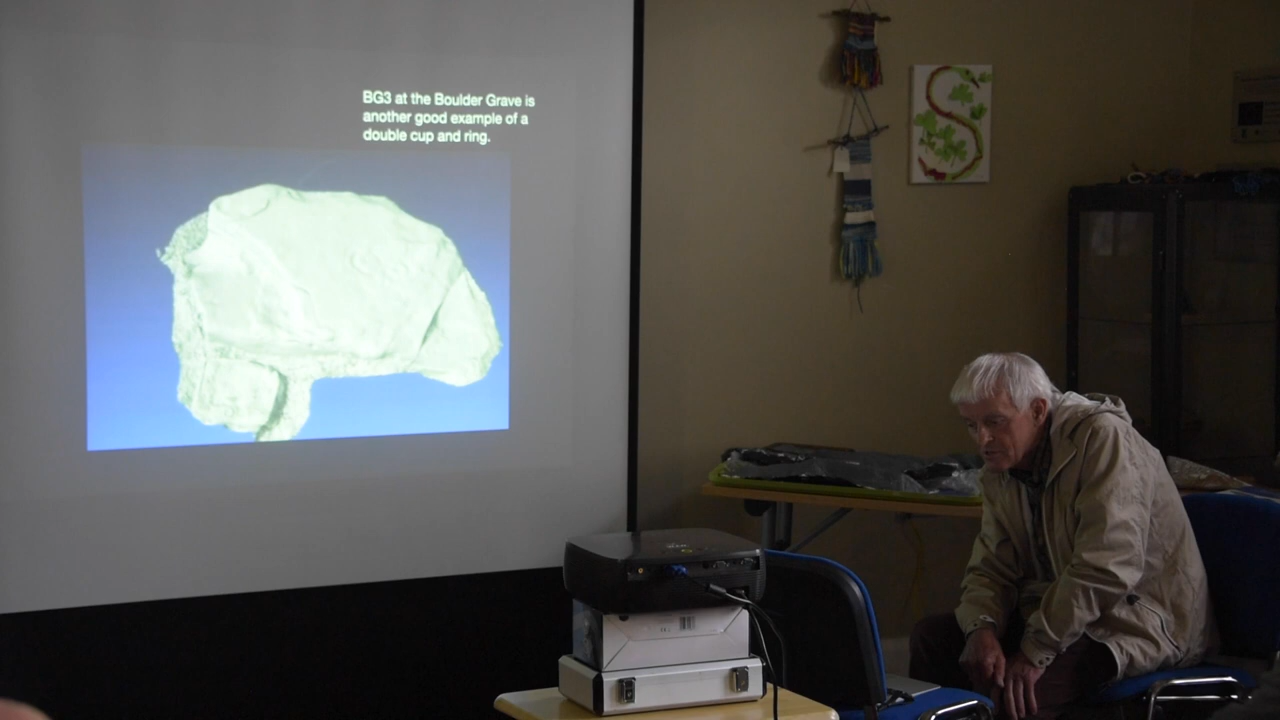 BG3 at the Boulder Grave is
another good example of a
double cup and ring.